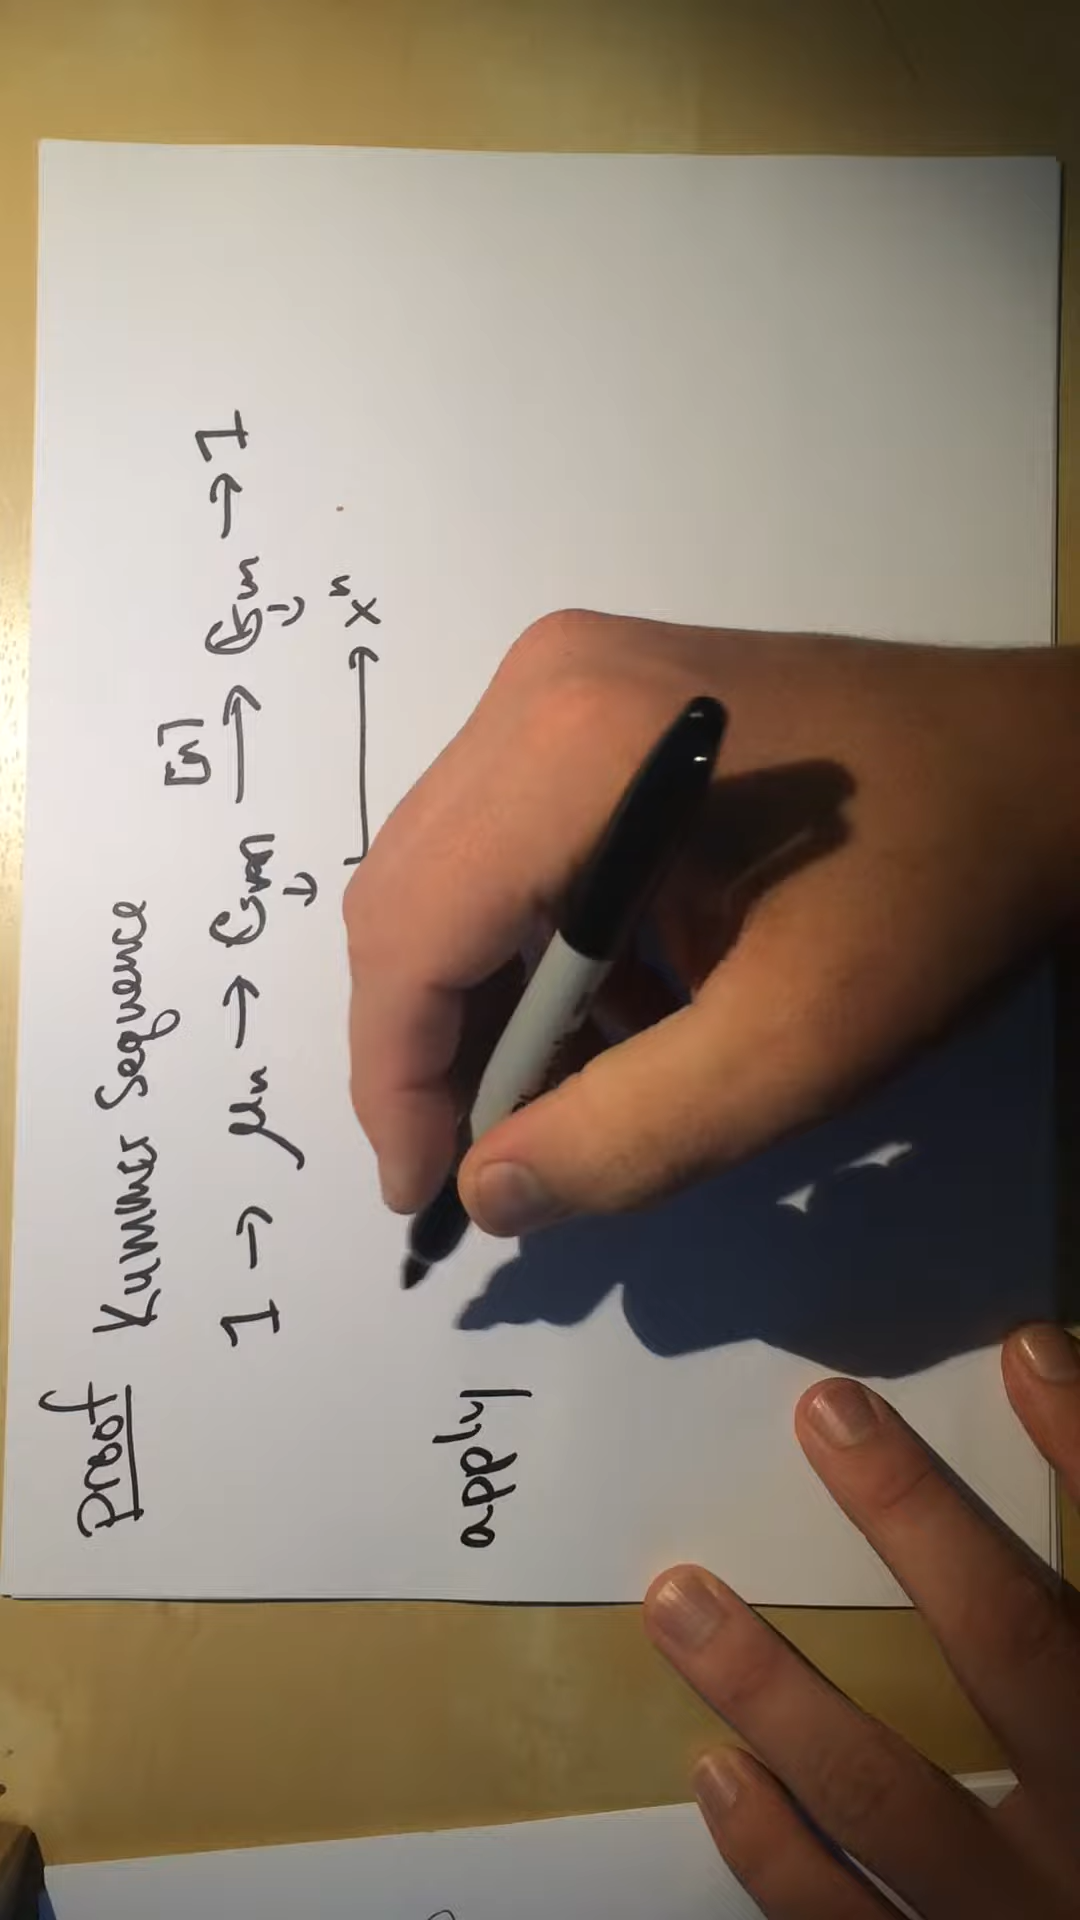 Proof Kummer Sequence
[n]
1 → μn → Gm → Gm → 1
x^n
apply